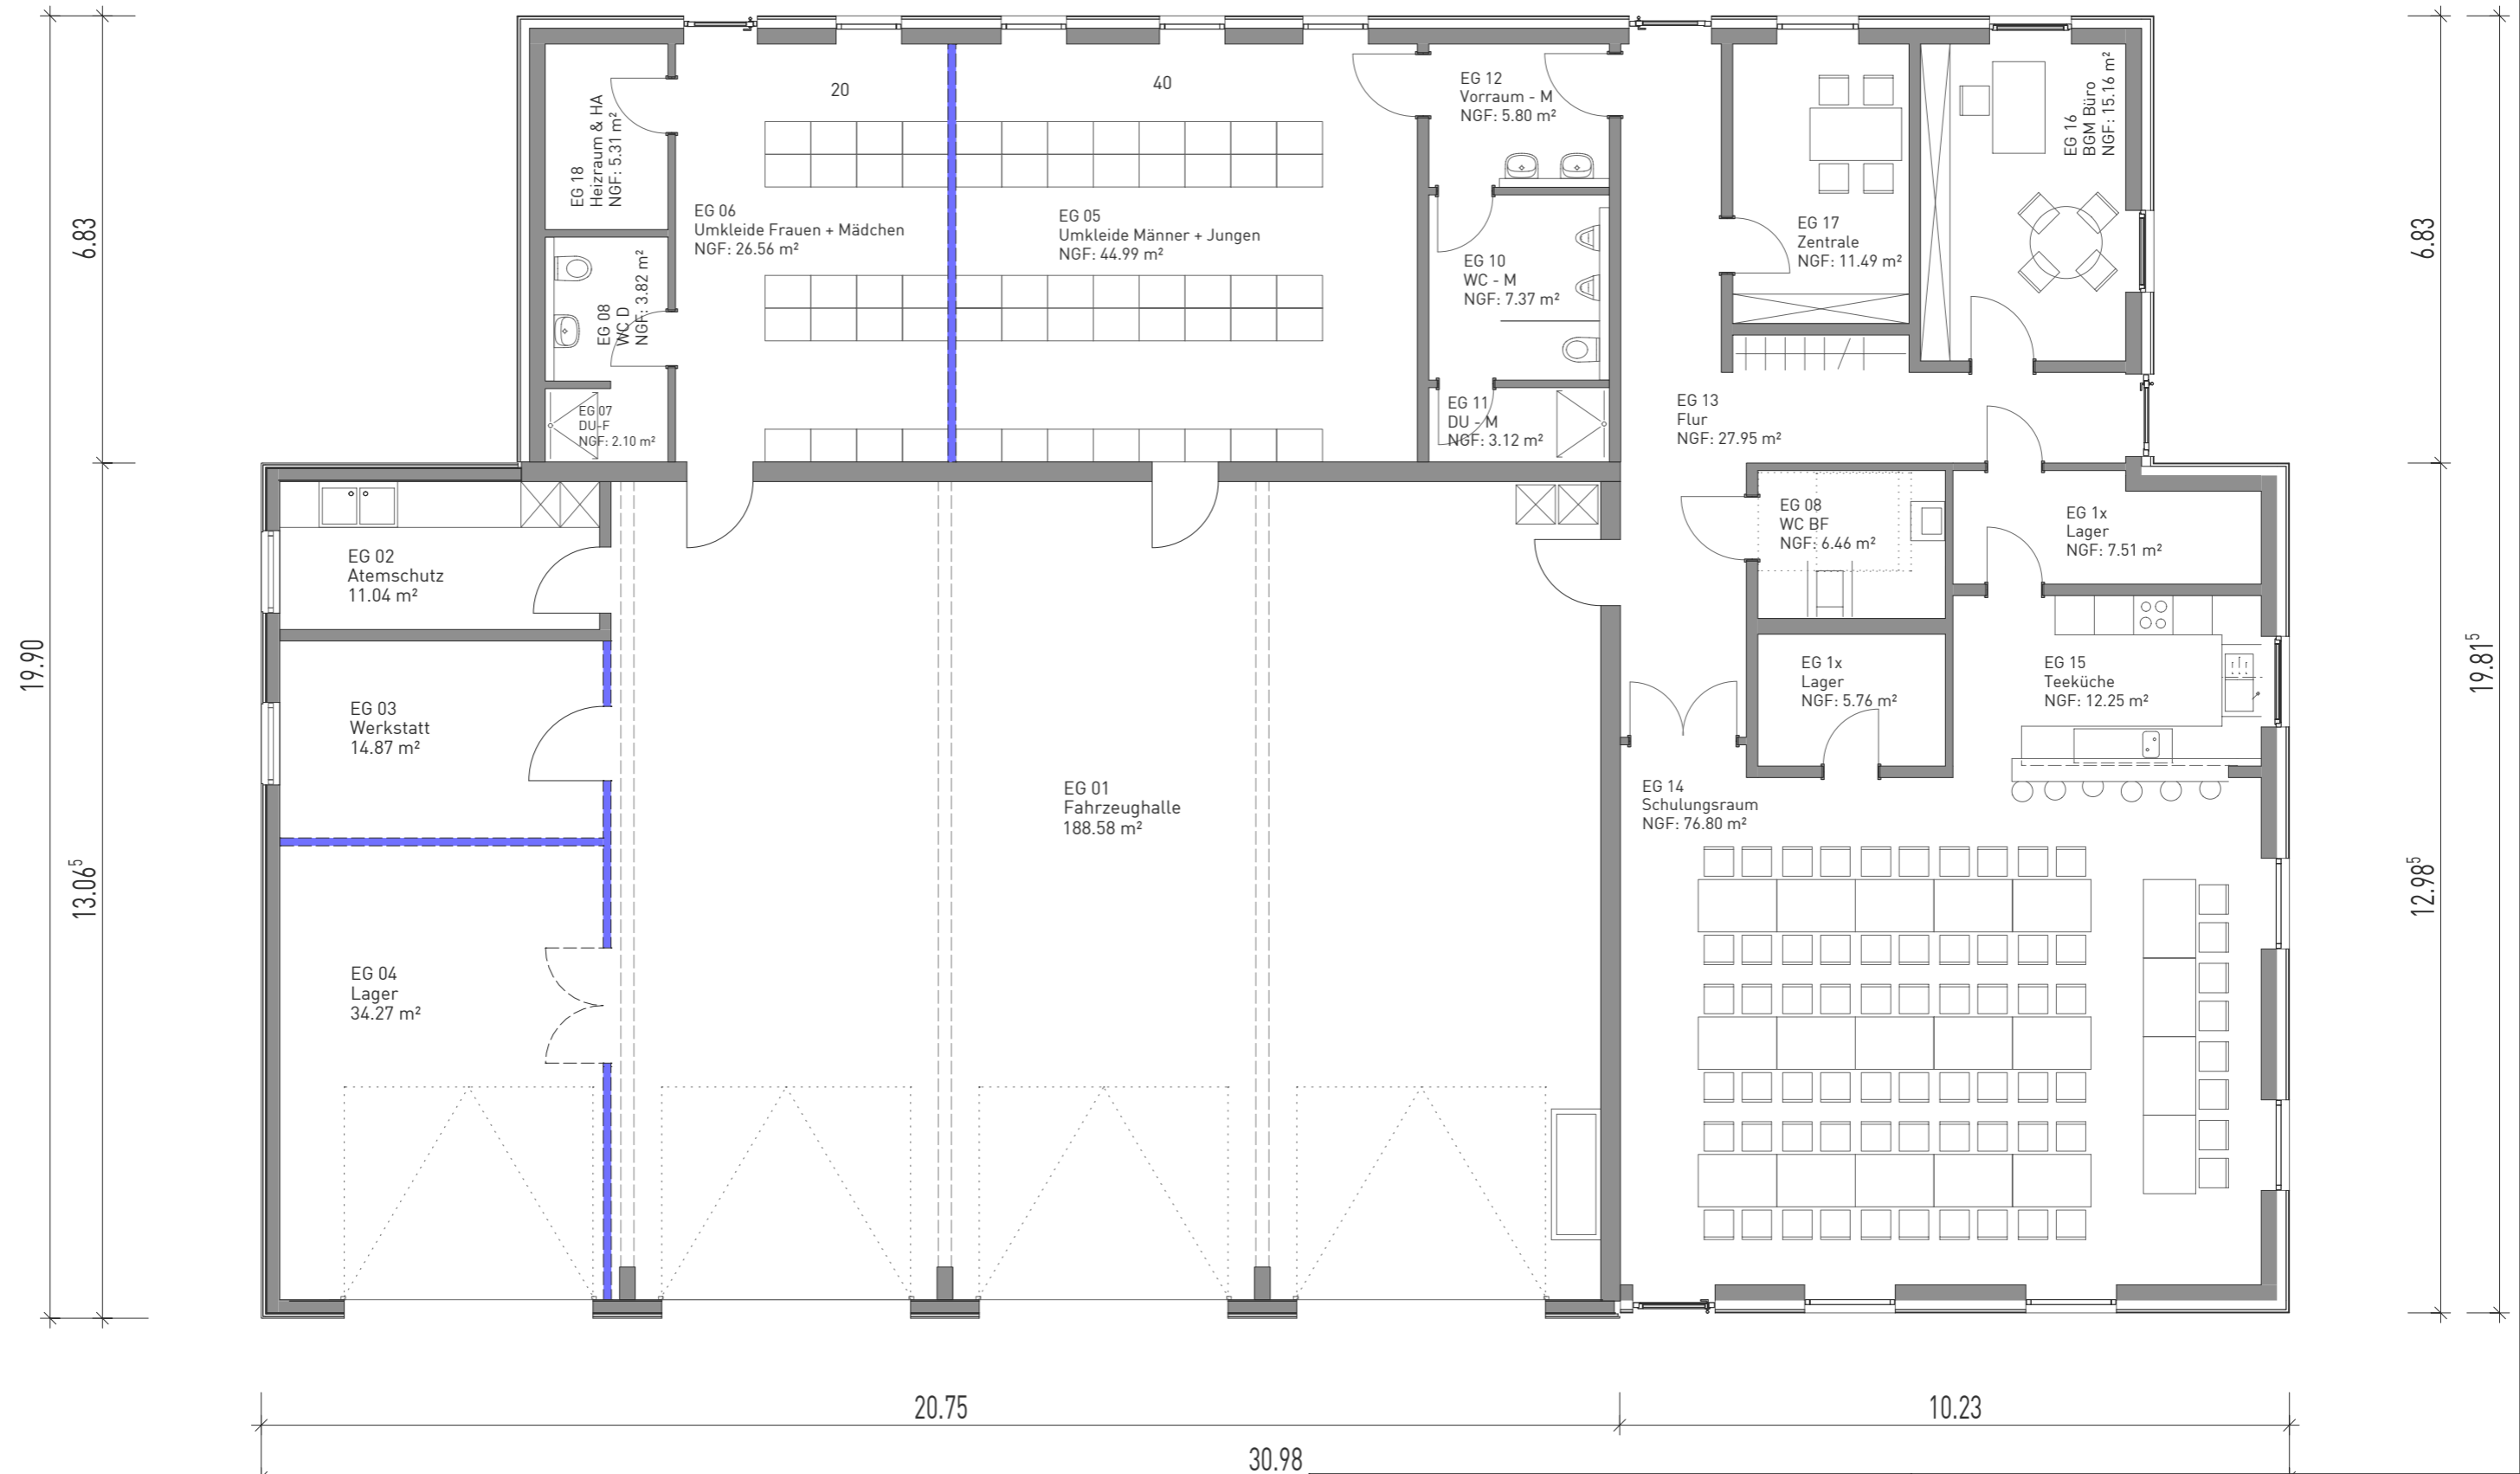 20
40
EG 12
Vorraum - M
NGF: 5.80 m²
EG 16
BGM Büro
NGF: 15.16 m²
EG 18
Heizraum & HA
NGF: 5.31 m²
EG 06
Umkleide Frauen + Mädchen
NGF: 26.56 m²
EG 05
Umkleide Männer + Jungen
NGF: 44.99 m²
EG 17
Zentrale
NGF: 11.49 m²
6.83
6.83
EG 10
WC - M
NGF: 7.37 m²
EG 08
WC D
NGF: 3.82 m²
EG 07
DU-F
NGF: 2.10 m²
EG 11
DU - M
NGF: 3.12 m²
EG 13
Flur
NGF: 27.95 m²
EG 02
Atemschutz
11.04 m²
EG 08
WC BF
NGF: 6.46 m²
EG 1x
Lager
NGF: 7.51 m²
19.90
19.81⁵
EG 03
Werkstatt
14.87 m²
EG 1x
Lager
NGF: 5.76 m²
EG 15
Teeküche
NGF: 12.25 m²
EG 01
Fahrzeughalle
188.58 m²
EG 14
Schulungsraum
NGF: 76.80 m²
13.06⁵
12.98⁵
EG 04
Lager
34.27 m²
20.75
10.23
30.98